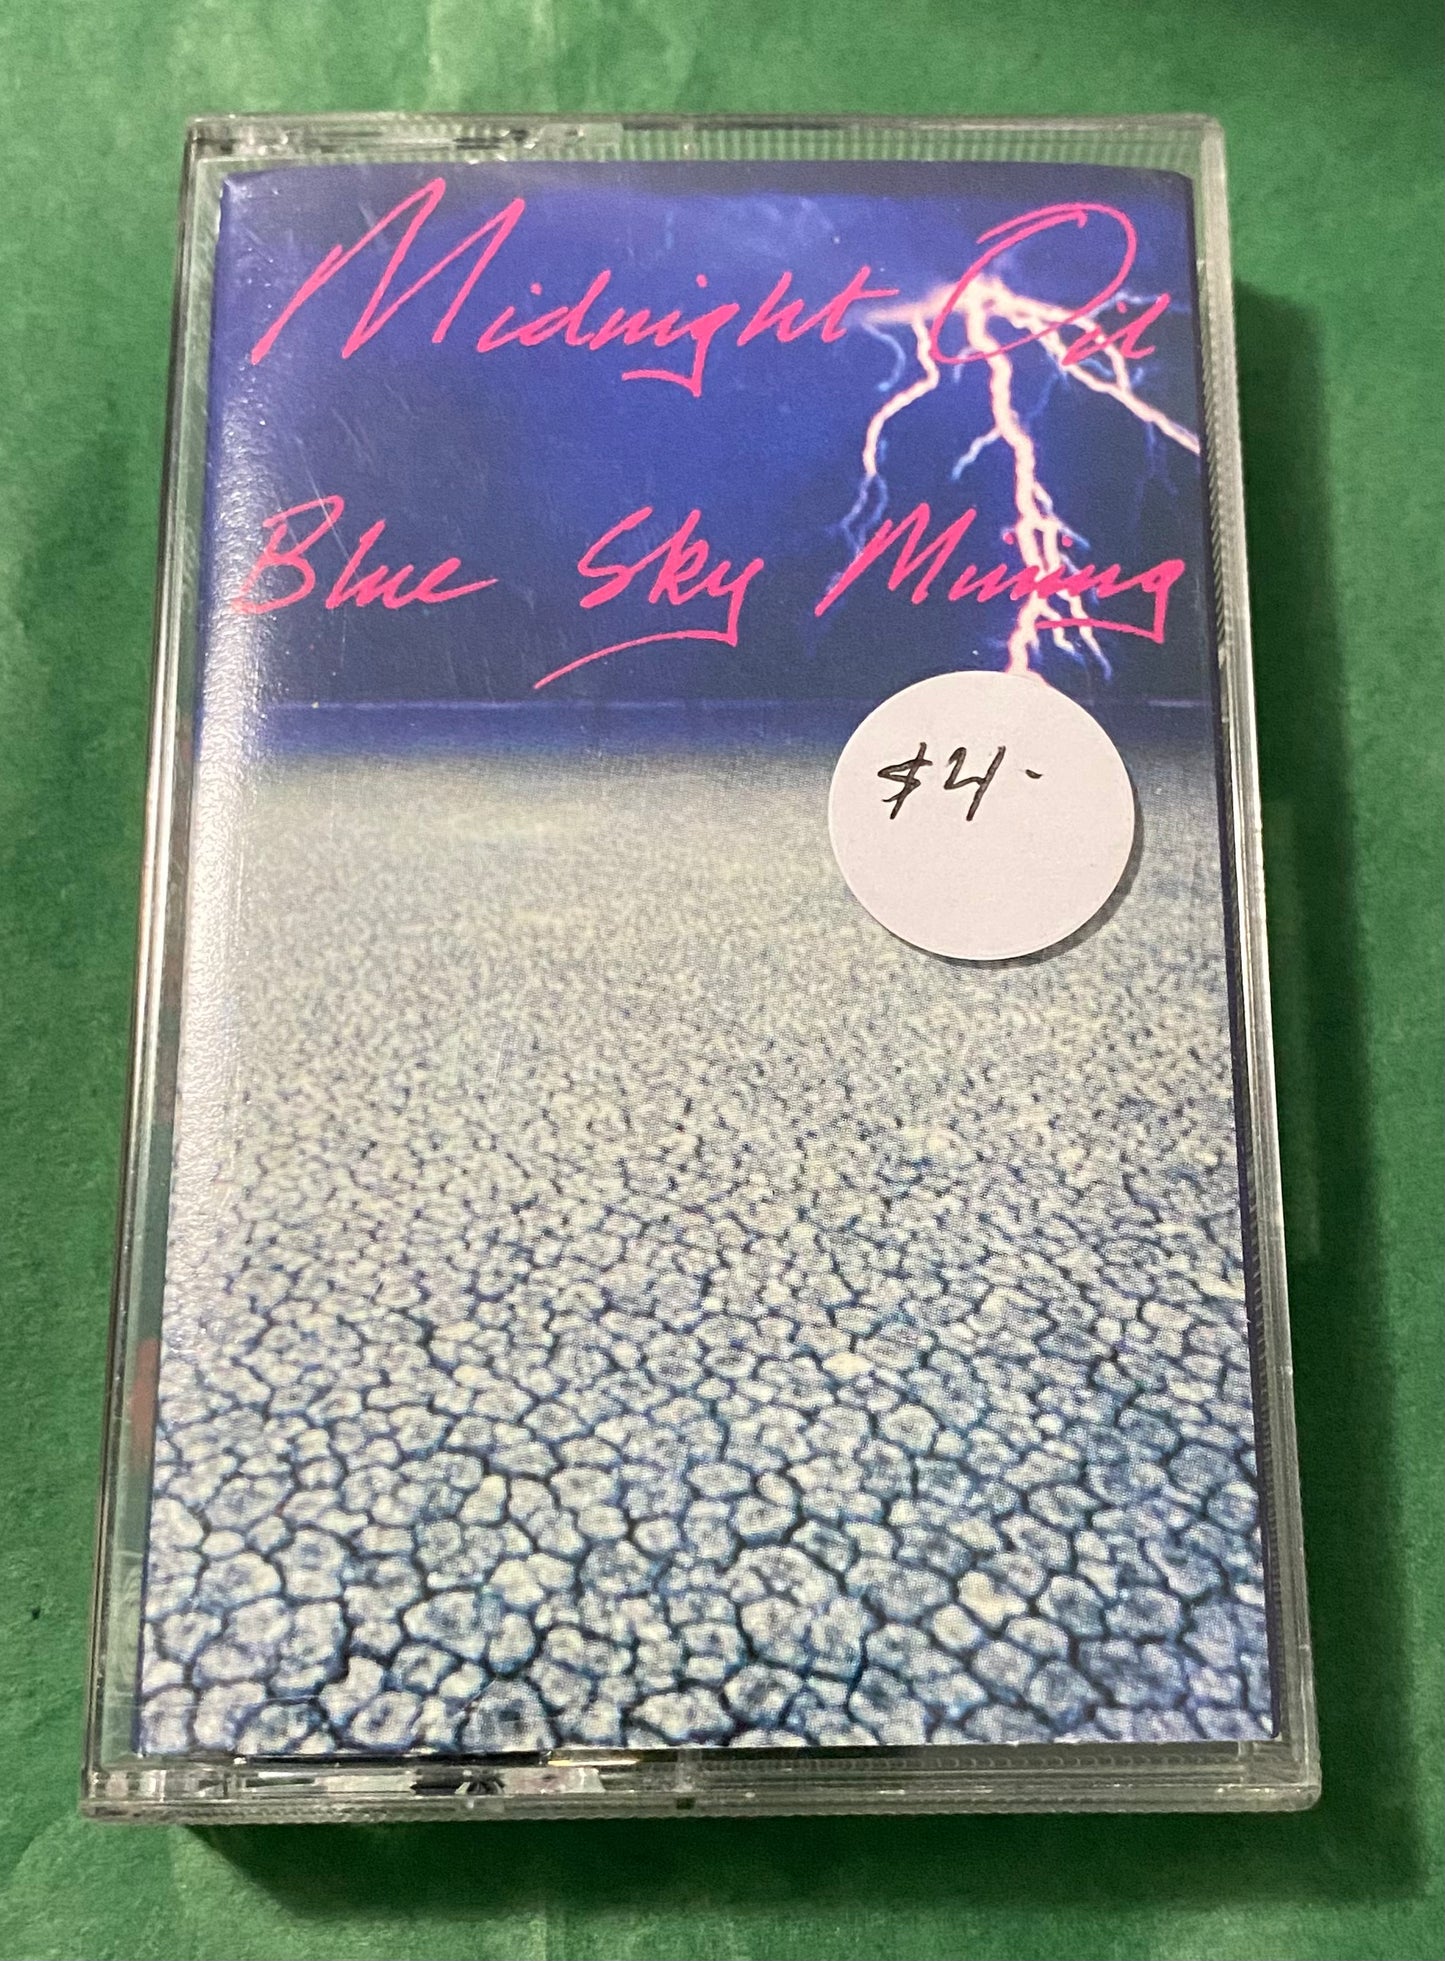 Midnight Oil
Blue Sky Mining
$4-